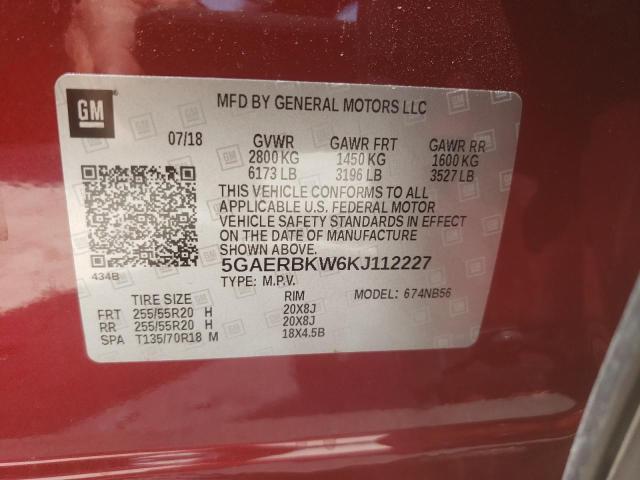 GM
MFD BY GENERAL MOTORS LLC
07/18 GVWR GAWR FRT GAWR RR
2800 KG 1450 KG 1600 KG
6173 LB 3196 LB 3527 LB
THIS VEHICLE CONFORMS TO ALL
APPLICABLE U.S. FEDERAL MOTOR
VEHICLE SAFETY STANDARDS IN EFFECT
ON THE DATE OF MANUFACTURE
SHOWN ABOVE.
434B
5GAERBKW6KJ112227
TYPE: M.P.V. MODEL: 674NB56
TIRE SIZE RIM
FRT 255/55R20 H 20X8J
RR 255/55R20 H 20X8J
SPA T135/70R18 M 18X4.5B